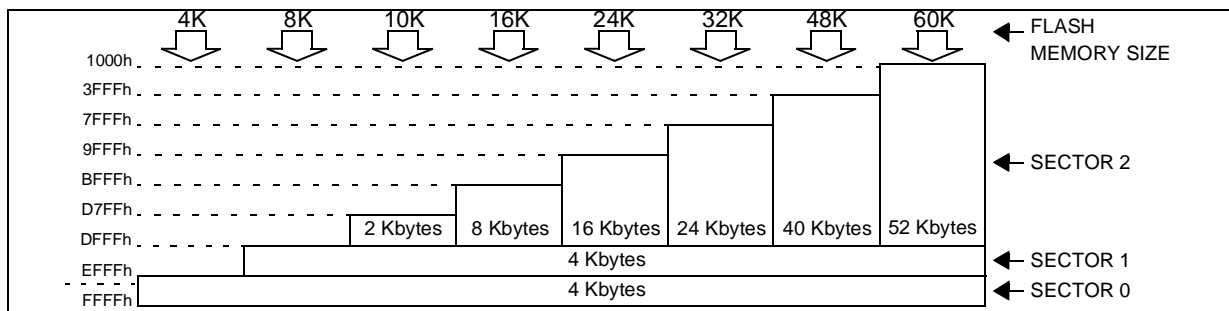 4K 8K 10K 16K 24K 32K 48K 60K
FLASH
MEMORY SIZE
1000h
3FFFh
7FFFh
9FFFh
SECTOR 2
BFFFh
D7FFh
2 Kbytes 8 Kbytes 16 Kbytes 24 Kbytes 40 Kbytes 52 Kbytes
DFFFh
4 Kbytes
SECTOR 1
EFFFh
4 Kbytes
SECTOR 0
FFFFh